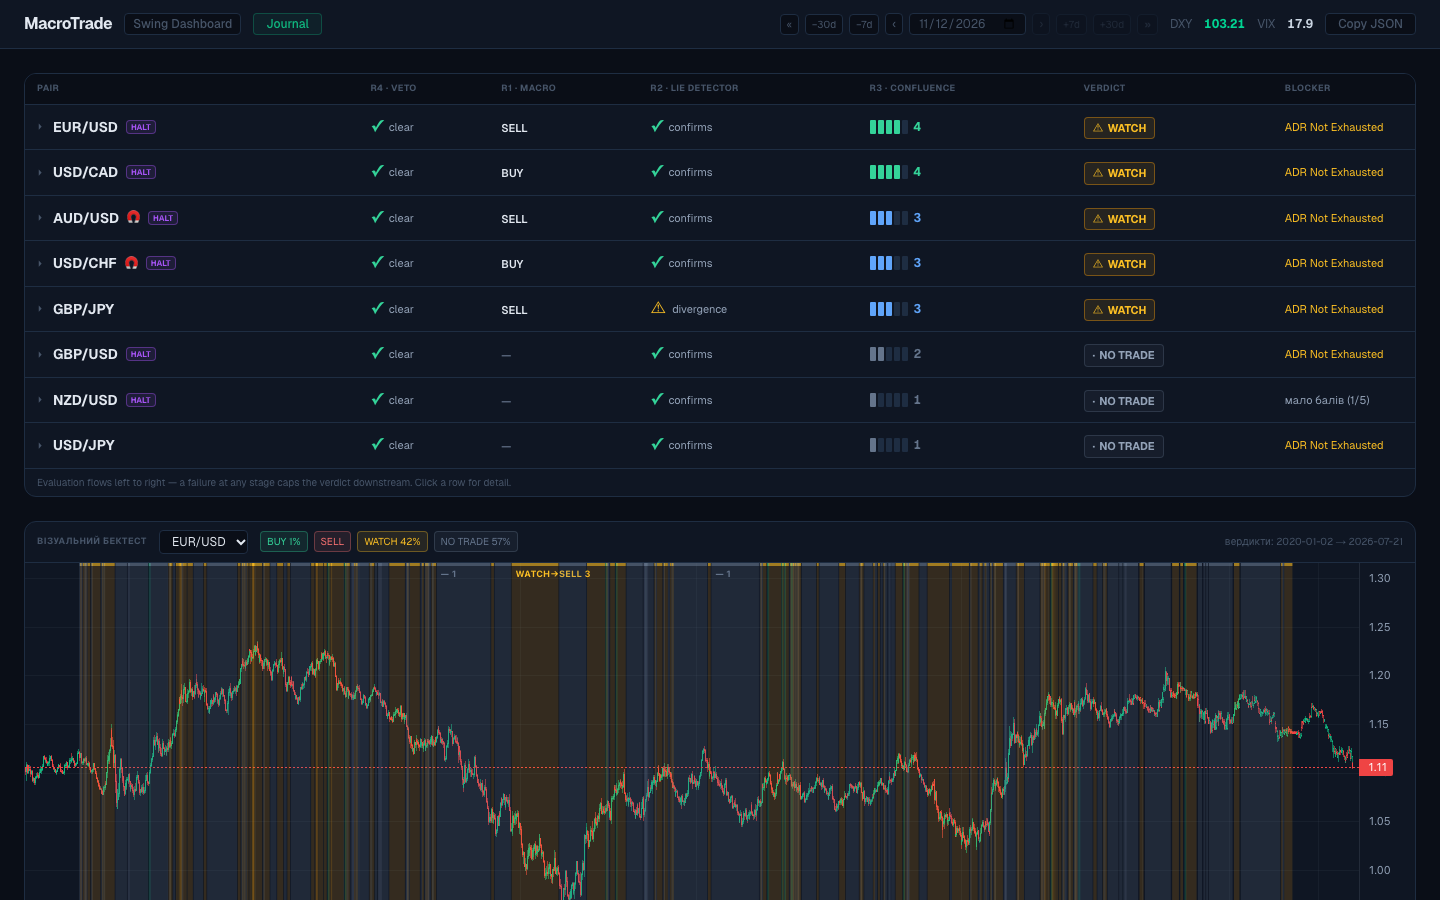 MacroTrade Swing Dashboard Journal « −30d −7d ‹ 11/12/2026 › +7d +30d » DXY 103.21 VIX 17.9 Copy JSON
PAIR R4 · VETO R1 · MACRO R2 · LIE DETECTOR R3 · CONFLUENCE VERDICT BLOCKER
EUR/USD HALT ✓ clear SELL ✓ confirms 4 ⚠ WATCH ADR Not Exhausted
USD/CAD HALT ✓ clear BUY ✓ confirms 4 ⚠ WATCH ADR Not Exhausted
AUD/USD HALT ✓ clear SELL ✓ confirms 3 ⚠ WATCH ADR Not Exhausted
USD/CHF HALT ✓ clear BUY ✓ confirms 3 ⚠ WATCH ADR Not Exhausted
GBP/JPY ✓ clear SELL ⚠ divergence 3 ⚠ WATCH ADR Not Exhausted
GBP/USD HALT ✓ clear — ✓ confirms 2 · NO TRADE ADR Not Exhausted
NZD/USD HALT ✓ clear — ✓ confirms 1 · NO TRADE мало балів (1/5)
USD/JPY ✓ clear — ✓ confirms 1 · NO TRADE ADR Not Exhausted
Evaluation flows left to right — a failure at any stage caps the verdict downstream. Click a row for detail.
ВІЗУАЛЬНИЙ БЕКТЕСТ EUR/USD BUY 1% SELL WATCH 42% NO TRADE 57% вердикти: 2020-01-02 → 2026-07-21
— 1 WATCH→SELL 3 — 1
1.30
1.25
1.20
1.15
1.11
1.05
1.00